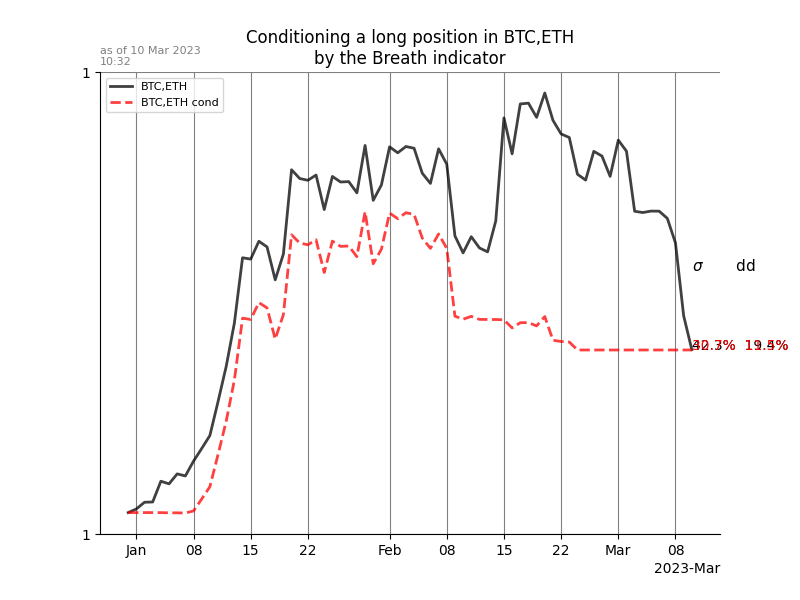 Conditioning a long position in BTC,ETH
by the Breath indicator
as of 10 Mar 2023
10:32
1
BTC,ETH
BTC,ETH cond
σ dd
1
Jan 08 15 22 Feb 08 15 22 Mar 08
2023-Mar